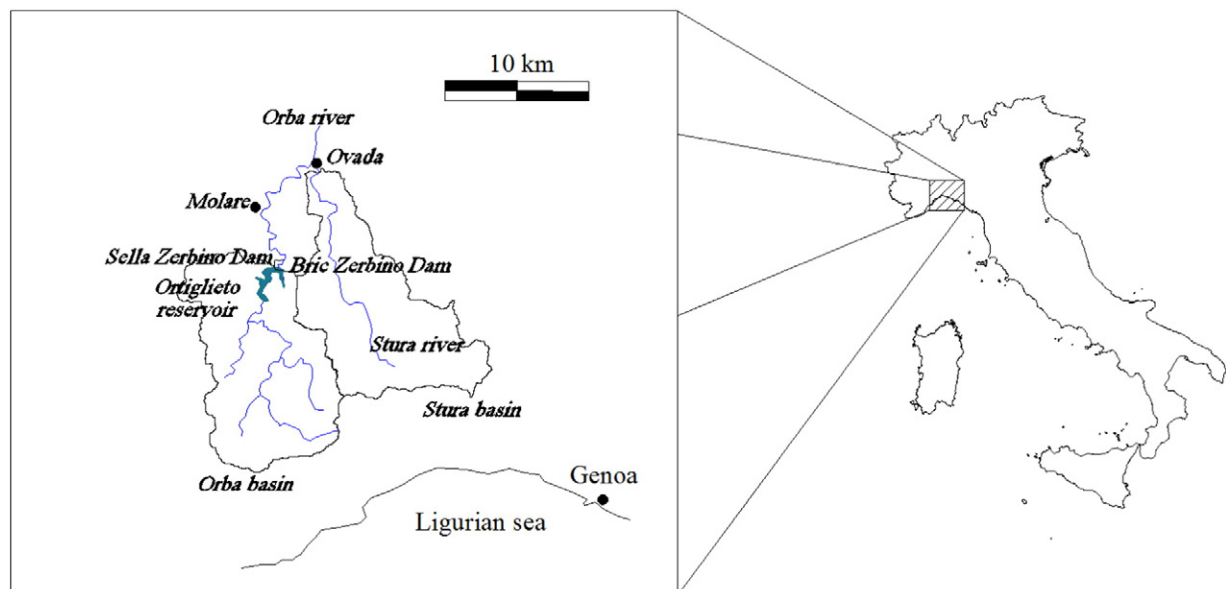 10 km
Orba river
Ovada
Molare
Sella Zerbino Dam
Bric Zerbino Dam
Ortiglieto
reservoir
Stura river
Stura basin
Orba basin
Genoa
Ligurian sea